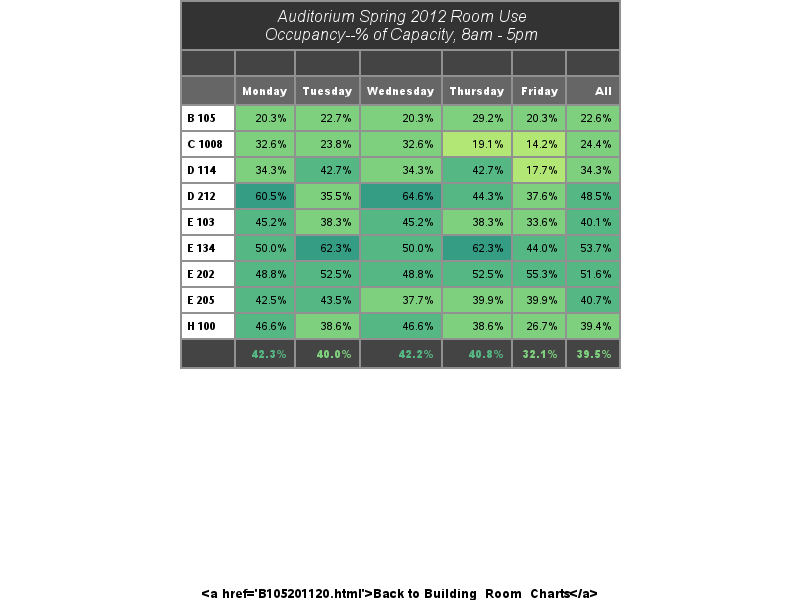 Auditorium Spring 2012 Room Use
Occupancy--% of Capacity, 8am - 5pm
Monday Tuesday Wednesday Thursday Friday All
B 105 20.3% 22.7% 20.3% 29.2% 20.3% 22.6%
C 1008 32.6% 23.8% 32.6% 19.1% 14.2% 24.4%
D 114 34.3% 42.7% 34.3% 42.7% 17.7% 34.3%
D 212 60.5% 35.5% 64.6% 44.3% 37.6% 48.5%
E 103 45.2% 38.3% 45.2% 38.3% 33.6% 40.1%
E 134 50.0% 62.3% 50.0% 62.3% 44.0% 53.7%
E 202 48.8% 52.5% 48.8% 52.5% 55.3% 51.6%
E 205 42.5% 43.5% 37.7% 39.9% 39.9% 40.7%
H 100 46.6% 38.6% 46.6% 38.6% 26.7% 39.4%
42.3% 40.0% 42.2% 40.8% 32.1% 39.5%
<a href='B105201120.html'>Back to Building_Room_Charts</a>